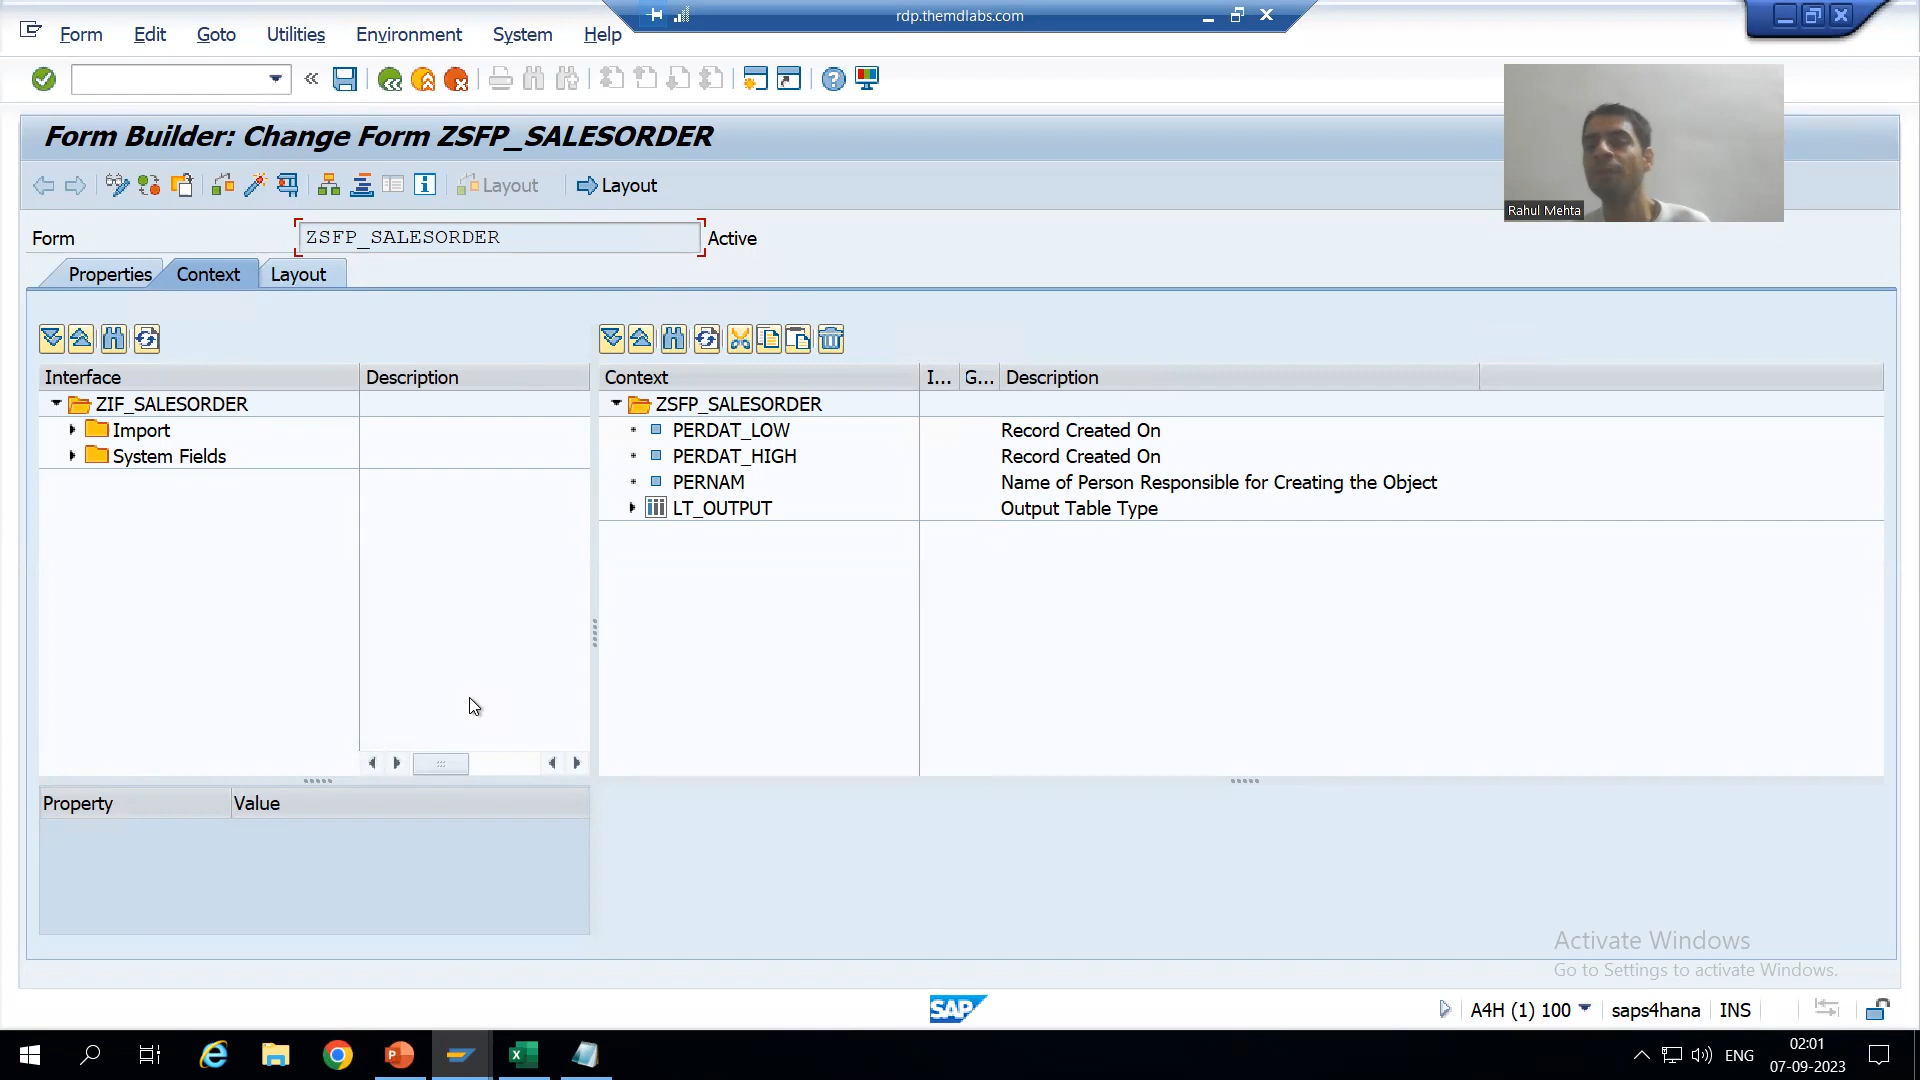 rdp.themdlabs.com
Form Edit Goto Utilities Environment System Help
Form Builder: Change Form ZSFP_SALESORDER
Layout Layout
Rahul Mehta
Form ZSFP_SALESORDER Active
Properties Context Layout
Interface Description
ZIF_SALESORDER
Import
System Fields
Context I... G... Description
ZSFP_SALESORDER
PERDAT_LOW Record Created On
PERDAT_HIGH Record Created On
PERNAM Name of Person Responsible for Creating the Object
LT_OUTPUT Output Table Type
Property Value
Activate Windows
Go to Settings to activate Windows.
SAP
A4H (1) 100 saps4hana INS
ENG
02:01
07-09-2023